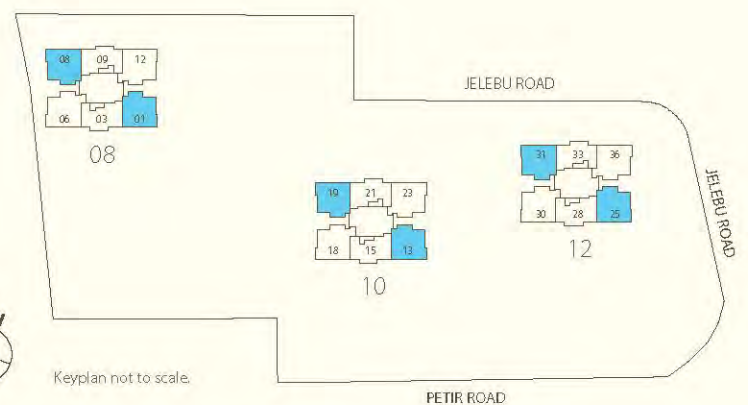 08 09 12
06 03 01
08
JELEBU ROAD
31 33 36
30 28 25
12
JELEBU ROAD
19 21 23
18 15 13
10
Keyplan not to scale.
PETIR ROAD